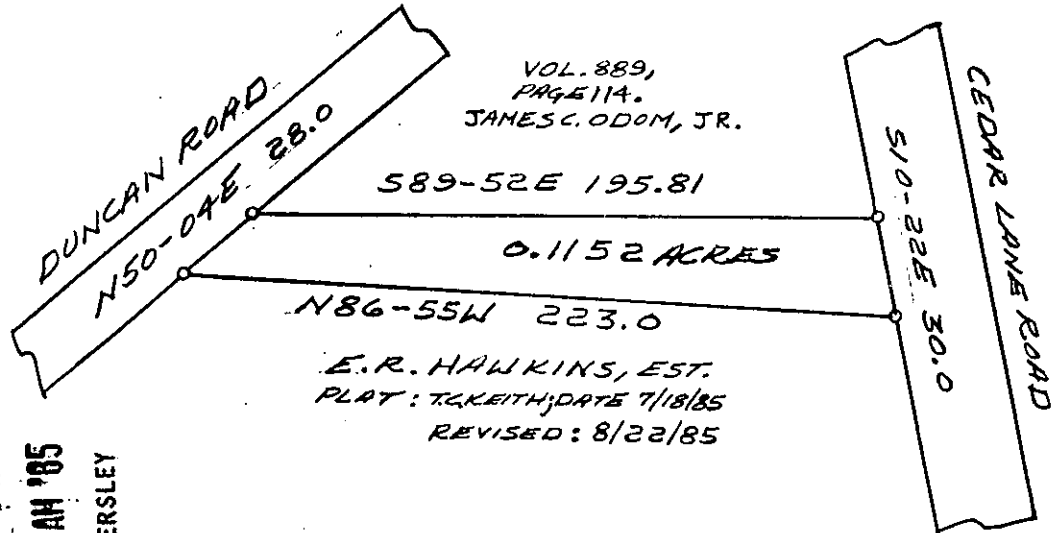 DUNCAN ROAD
N50-04E 28.0
VOL. 889,
PAGE 114.
JAMES C. ODOM, JR.
S89-52E 195.81
0.1152 ACRES
N86-55W 223.0
E.R. HAWKINS, EST.
PLAT: T.C.KEITH; DATE 7/18/85
REVISED: 8/22/85
S10-22E 30.0
CEDAR LANE ROAD
AM '85
ERSLEY